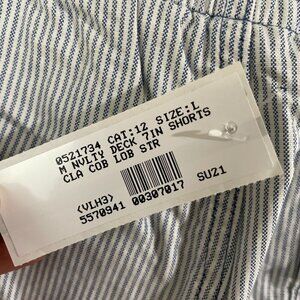 0521734 CAT:12 SIZE:L
M NVLTY DECK 7IN SHORTS
CLA COB LOB STR
(VLH3)
5570941 00307017 SU21